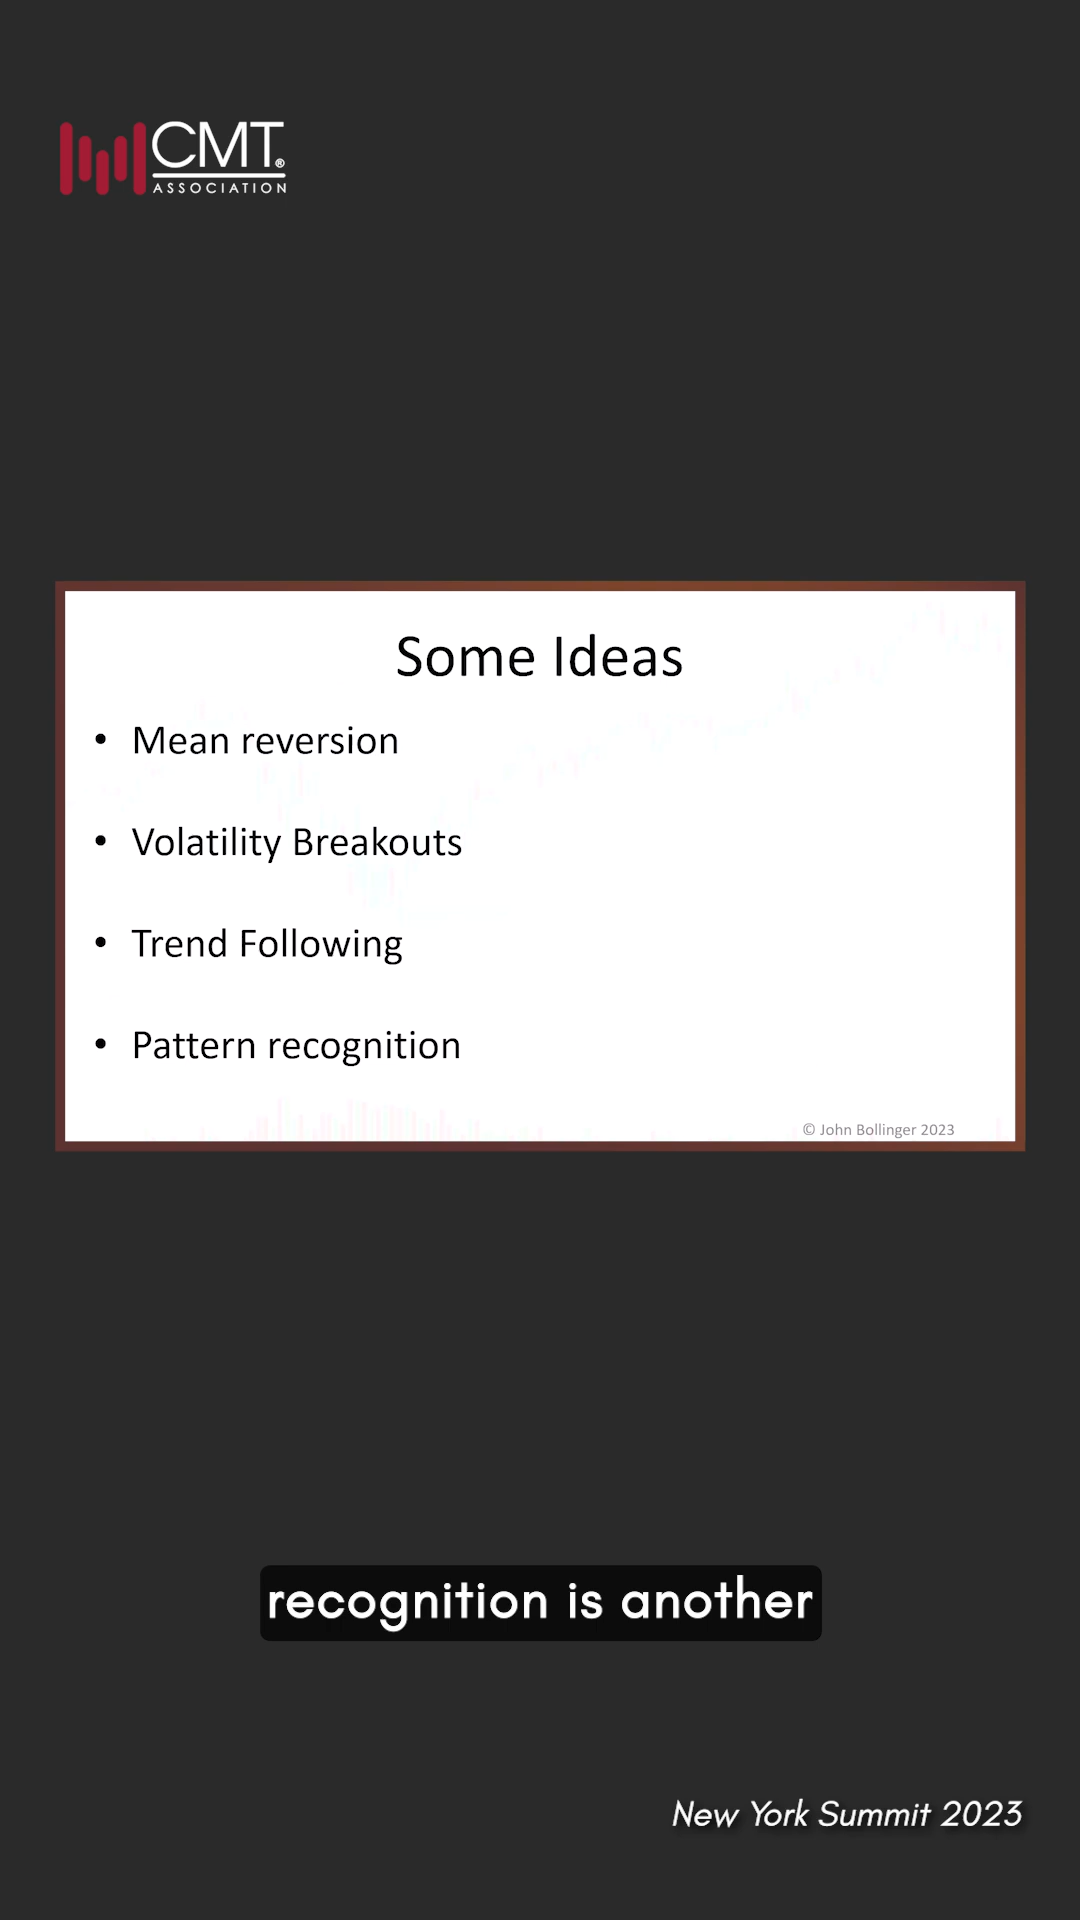 CMT®
ASSOCIATION
Some Ideas
• Mean reversion
• Volatility Breakouts
• Trend Following
• Pattern recognition
© John Bollinger 2023
recognition is another
New York Summit 2023